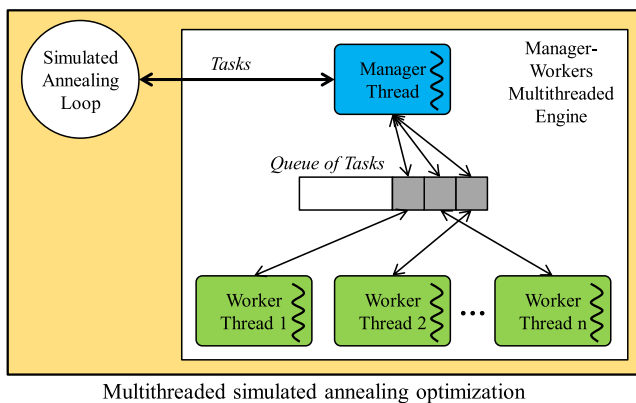 Simulated
Annealing
Loop
Tasks
Manager
Thread
Manager-
Workers
Multithreaded
Engine
Queue of Tasks
Worker
Thread 1
Worker
Thread 2
...
Worker
Thread n
Multithreaded simulated annealing optimization